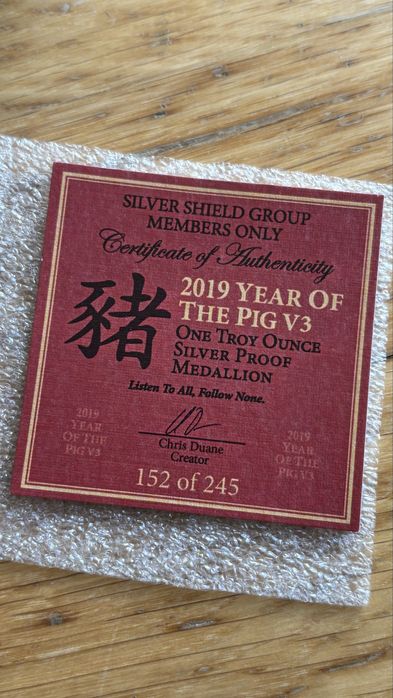 SILVER SHIELD GROUP
MEMBERS ONLY
Certificate of Authenticity
豬
2019 YEAR OF
THE PIG V3
ONE TROY OUNCE
SILVER PROOF
MEDALLION
Listen To All, Follow None.
2019
YEAR
OF THE
PIG V3
Chris Duane
Creator
2019
YEAR
OF THE
PIG V3
152 of 245